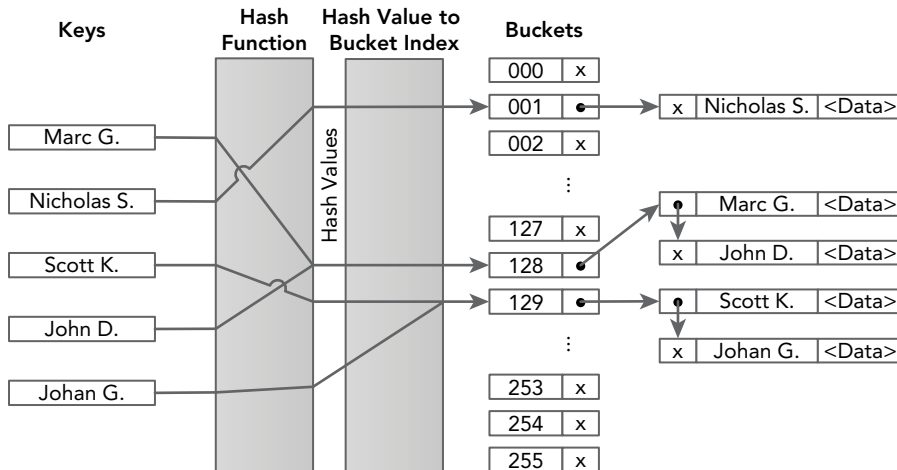 Keys
Hash
Function
Hash Value to
Bucket Index
Buckets
Marc G.
Nicholas S.
Scott K.
John D.
Johan G.
Hash Values
000 x
001
002 x
⋮
127 x
128
129
⋮
253 x
254 x
255 x
x Nicholas S. <Data>
Marc G. <Data>
x John D. <Data>
Scott K. <Data>
x Johan G. <Data>